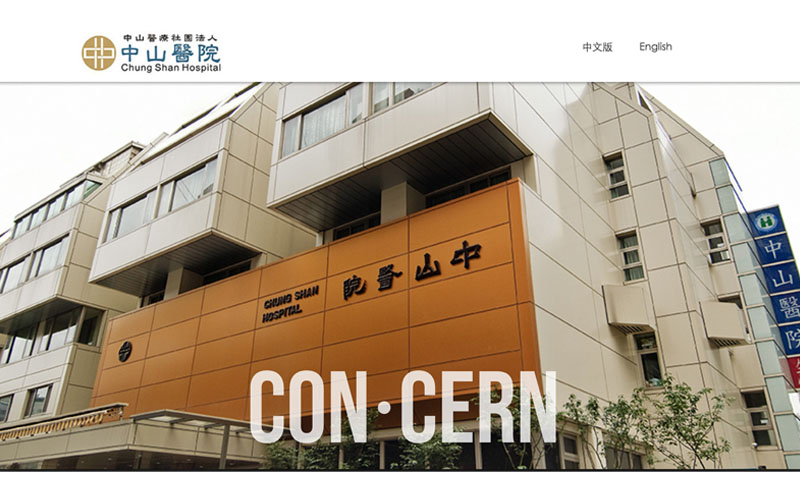 中山醫療社團法人
中山醫院
Chung Shan Hospital
中文版
English
院醫山中
CHUNG SHAN
HOSPITAL
中山醫院
CON·CERN